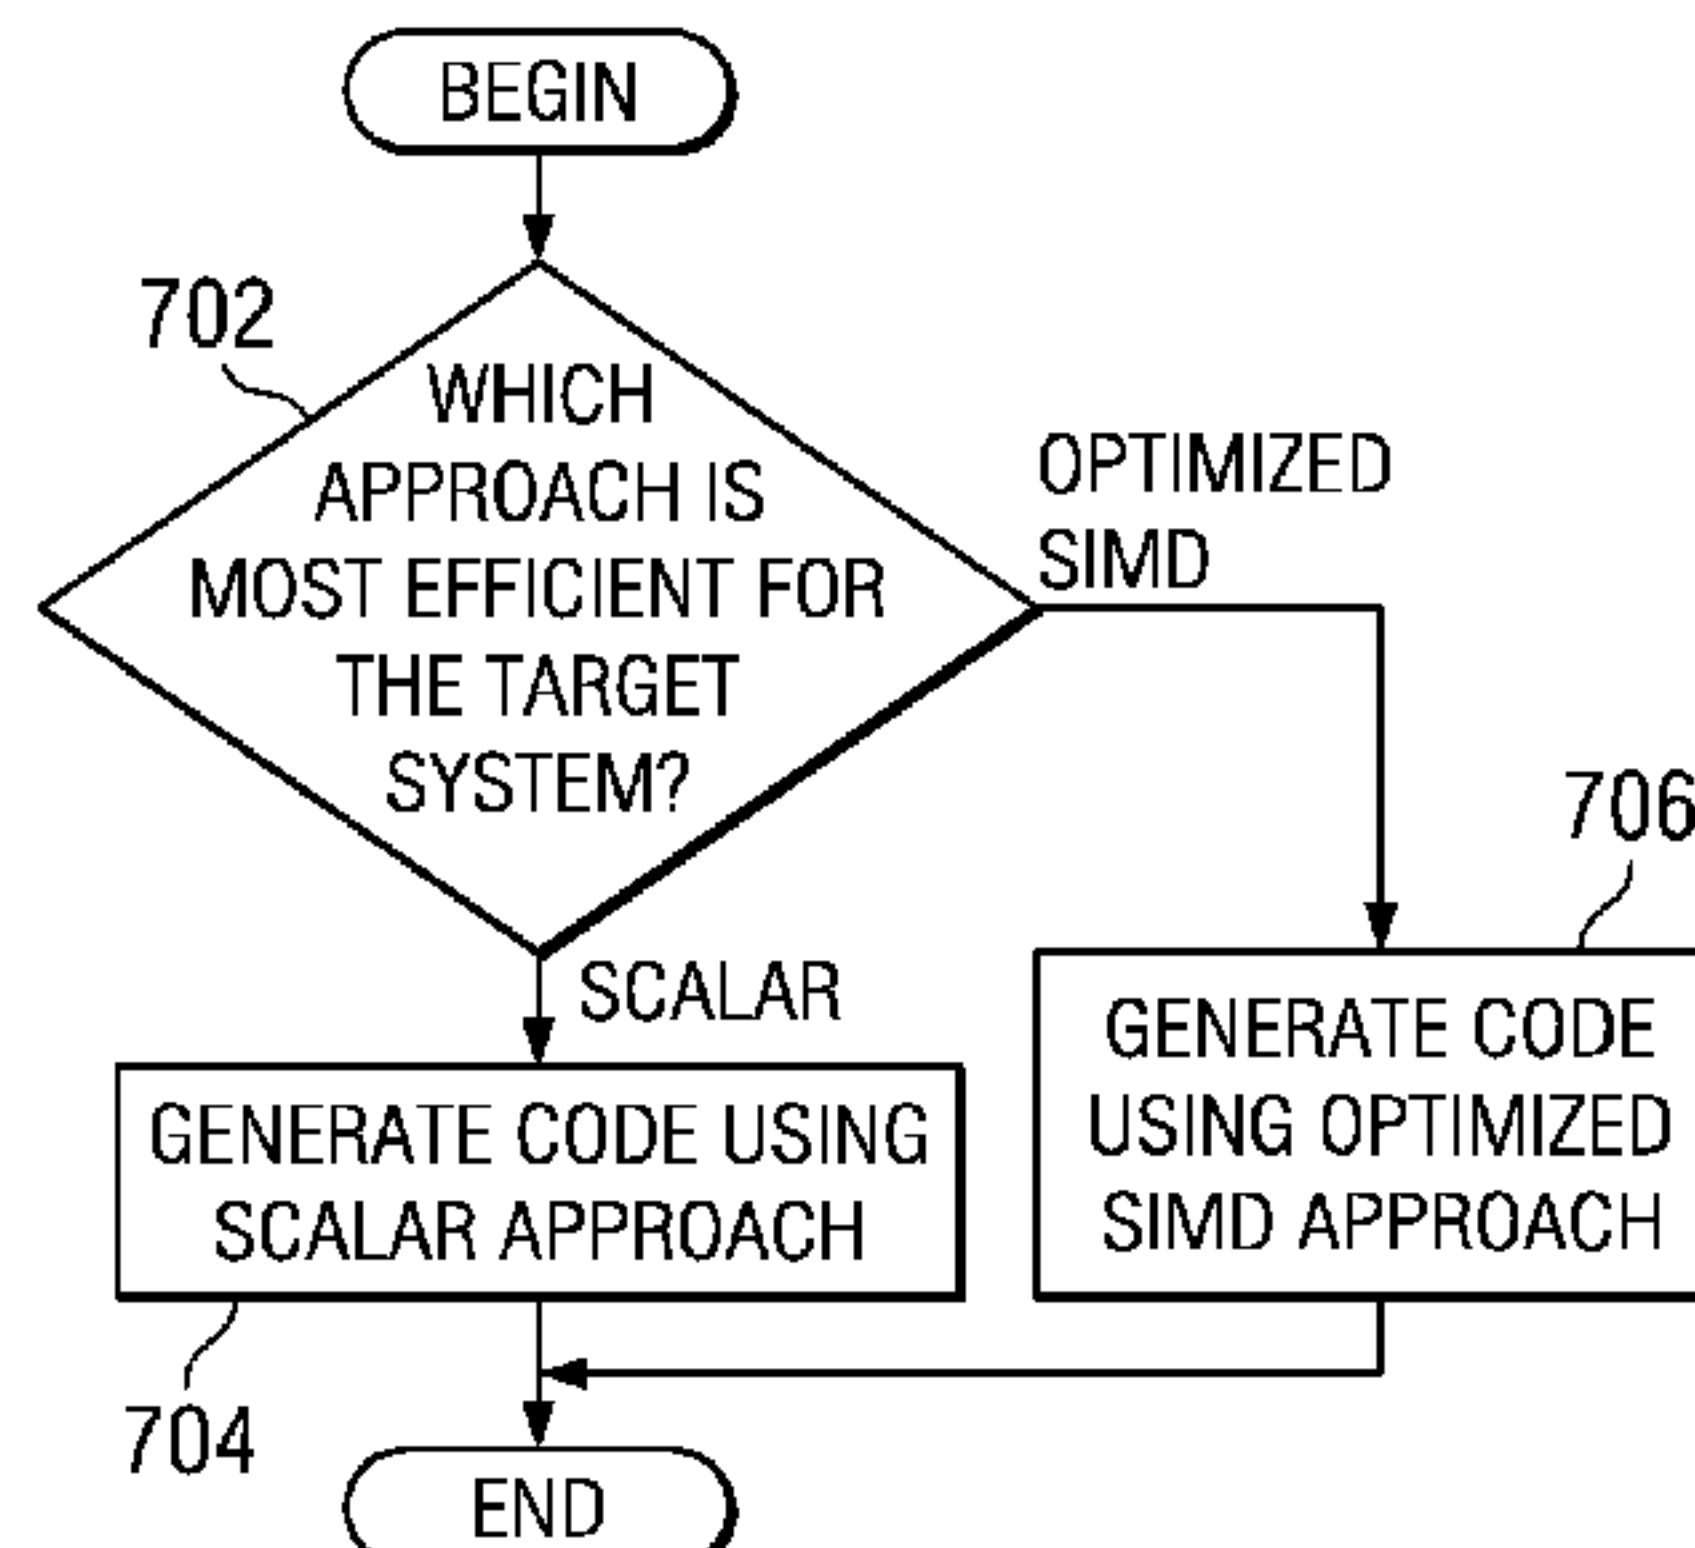 BEGIN
702
WHICH
APPROACH IS
MOST EFFICIENT FOR
THE TARGET
SYSTEM?
OPTIMIZED
SIMD
SCALAR
706
GENERATE CODE USING
SCALAR APPROACH
704
GENERATE CODE
USING OPTIMIZED
SIMD APPROACH
END